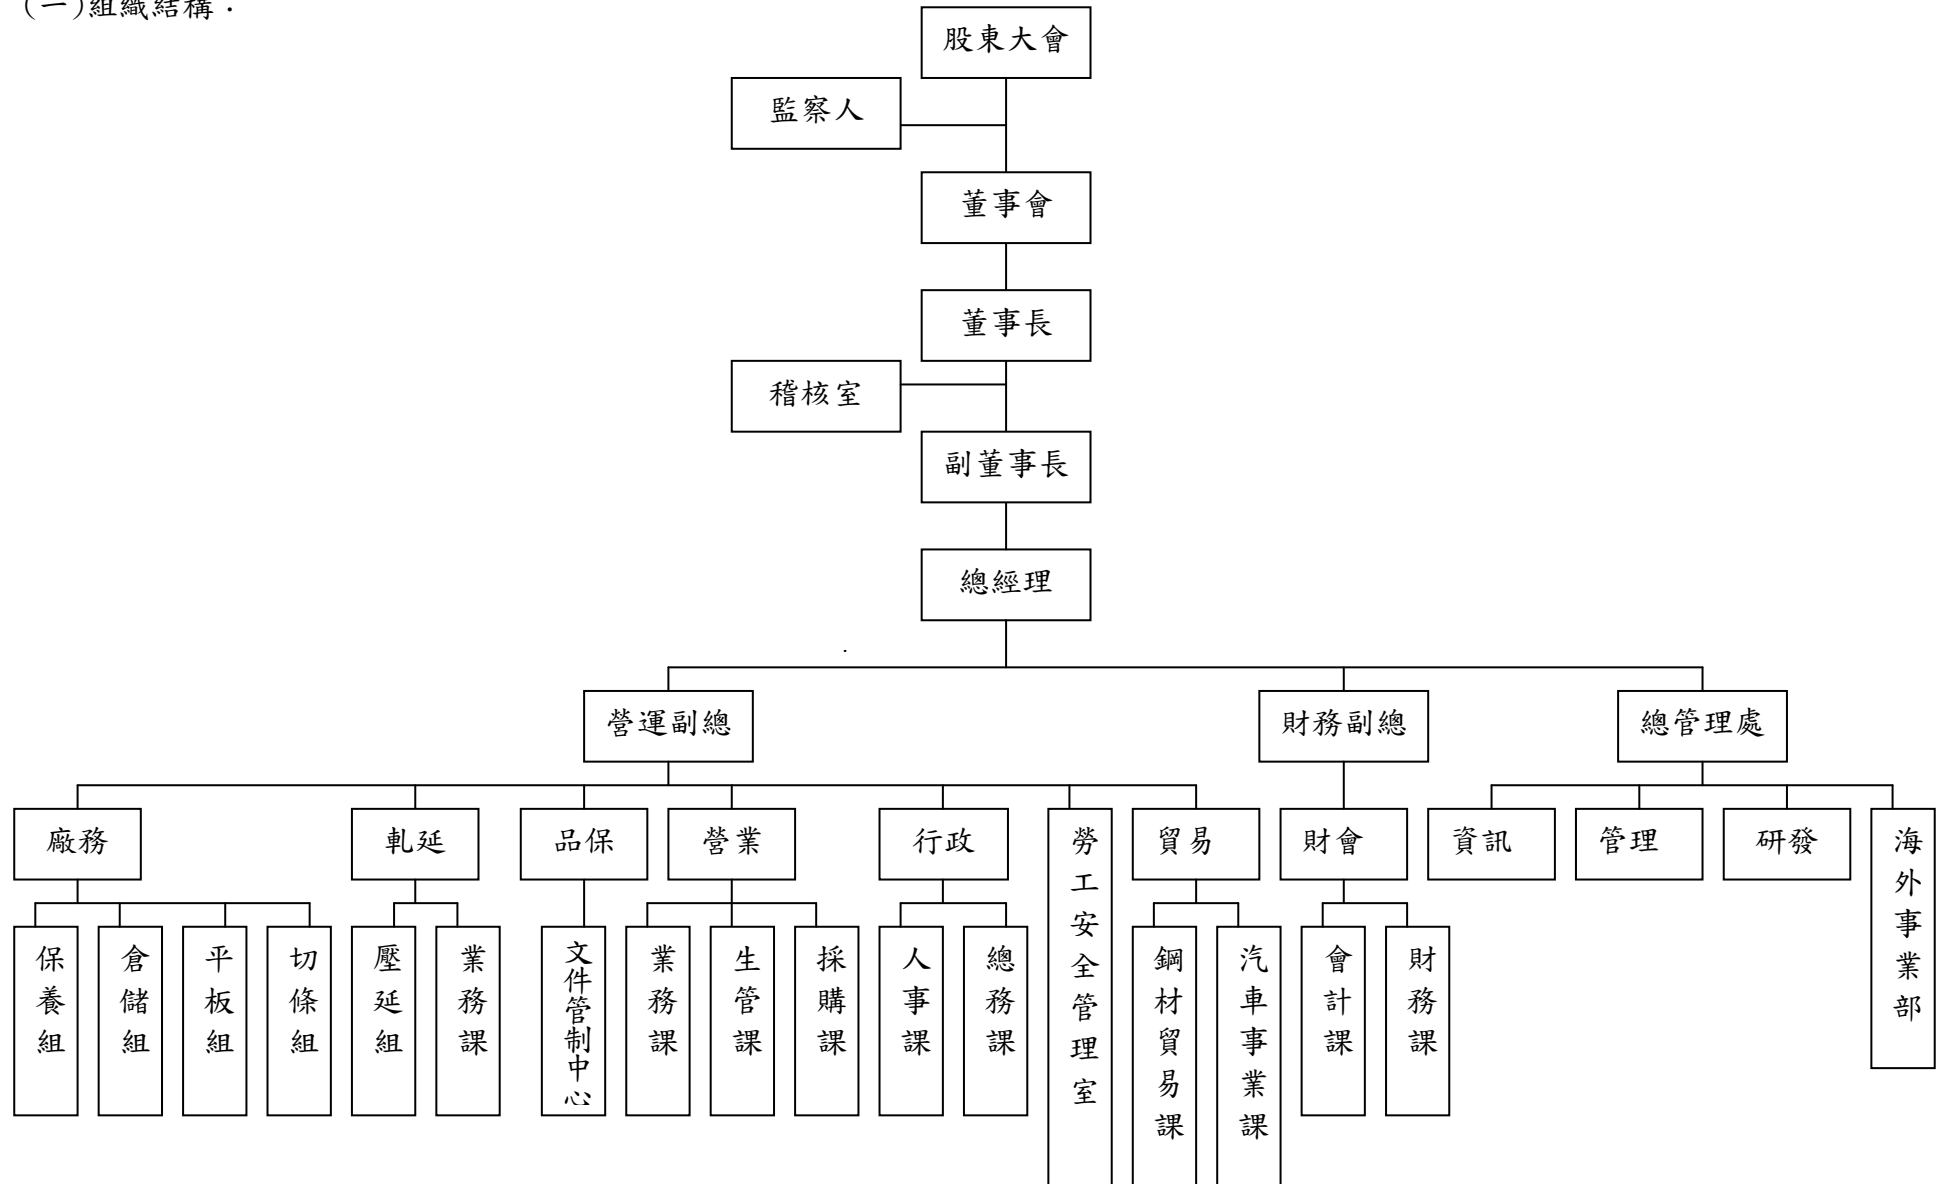 (一)組織結構：
股東大會
監察人
董事會
董事長
稽核室
副董事長
總經理
營運副總
財務副總
總管理處
廠務
軋延
品保
營業
行政
勞工安全管理室
貿易
財會
資訊
管理
研發
海外事業部
保養組
倉儲組
平板組
切條組
壓延組
業務課
文件管制中心
業務課
生管課
採購課
人事課
總務課
鋼材貿易課
汽車事業課
會計課
財務課